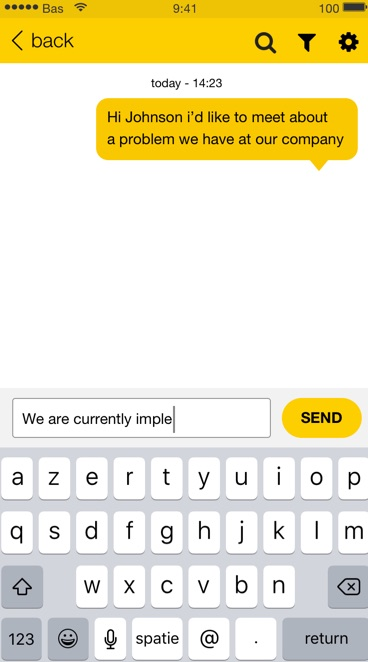 Bas 9:41 100
back
today - 14:23
Hi Johnson i'd like to meet about
a problem we have at our company
We are currently imple
SEND
a z e r t y u i o p
q s d f g h j k l m
w x c v b n
123 spatie @ . return